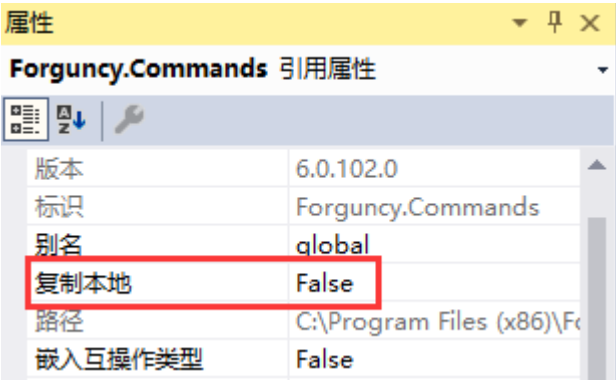 属性
Forguncy.Commands 引用属性
版本 6.0.102.0
标识 Forguncy.Commands
别名 global
复制本地 False
路径 C:\Program Files (x86)\Fo
嵌入互操作类型 False